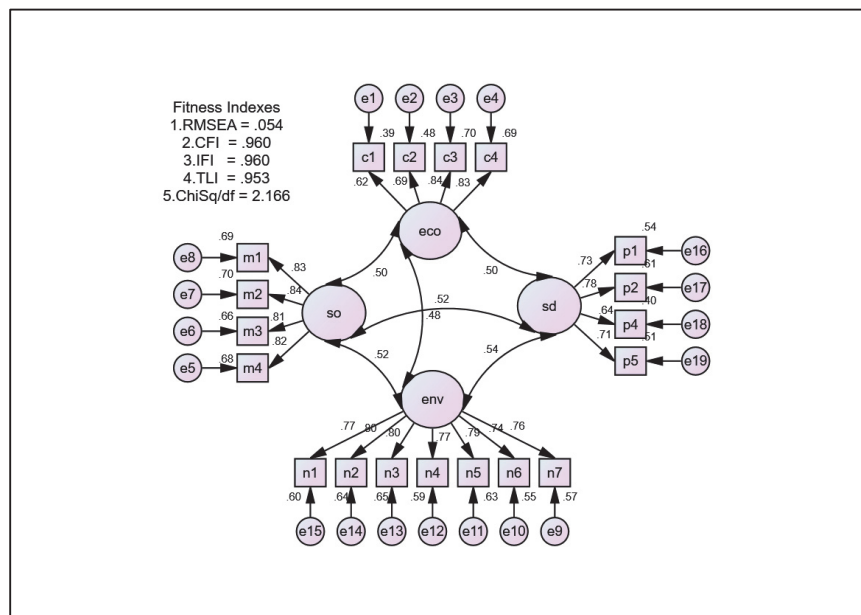 Fitness Indexes
1.RMSEA = .054
2.CFI = .960
3.IFI = .960
4.TLI = .953
5.ChiSq/df = 2.166
e1 e2 e3 e4
.39 .48 .70 .69
c1 c2 c3 c4
.62 .69 .84 .83
eco
.50 .50
e8 .69 m1 .83
e7 .70 m2 .84
e6 .66 m3 .81
e5 .68 m4 .82
so
.52
.48
sd
.73 p1 .54 e16
.78 p2 .61 e17
.64 p4 .40 e18
.71 p5 .51 e19
.52 .54
env
.77 .80 .80 .77 .79 .74 .76
n1 n2 n3 n4 n5 n6 n7
.60 .64 .65 .59 .63 .55 .57
e15 e14 e13 e12 e11 e10 e9